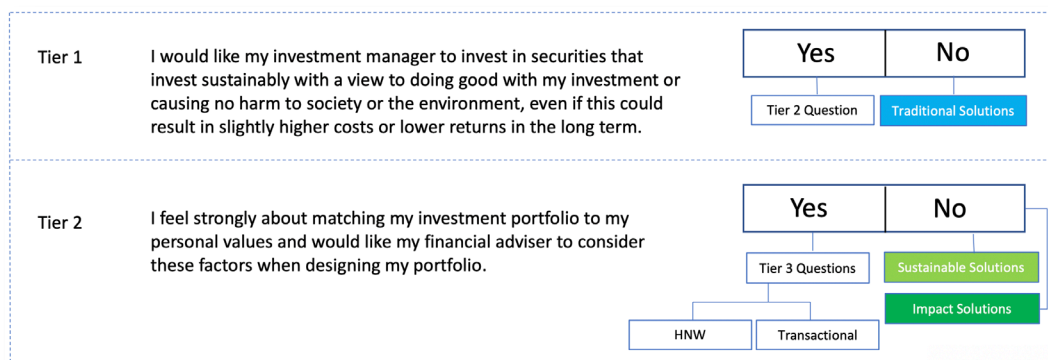 Tier 1
I would like my investment manager to invest in securities that
invest sustainably with a view to doing good with my investment or
causing no harm to society or the environment, even if this could
result in slightly higher costs or lower returns in the long term.
Yes No
Tier 2 Question Traditional Solutions
Tier 2
I feel strongly about matching my investment portfolio to my
personal values and would like my financial adviser to consider
these factors when designing my portfolio.
Yes No
Tier 3 Questions Sustainable Solutions
Impact Solutions
HNW Transactional